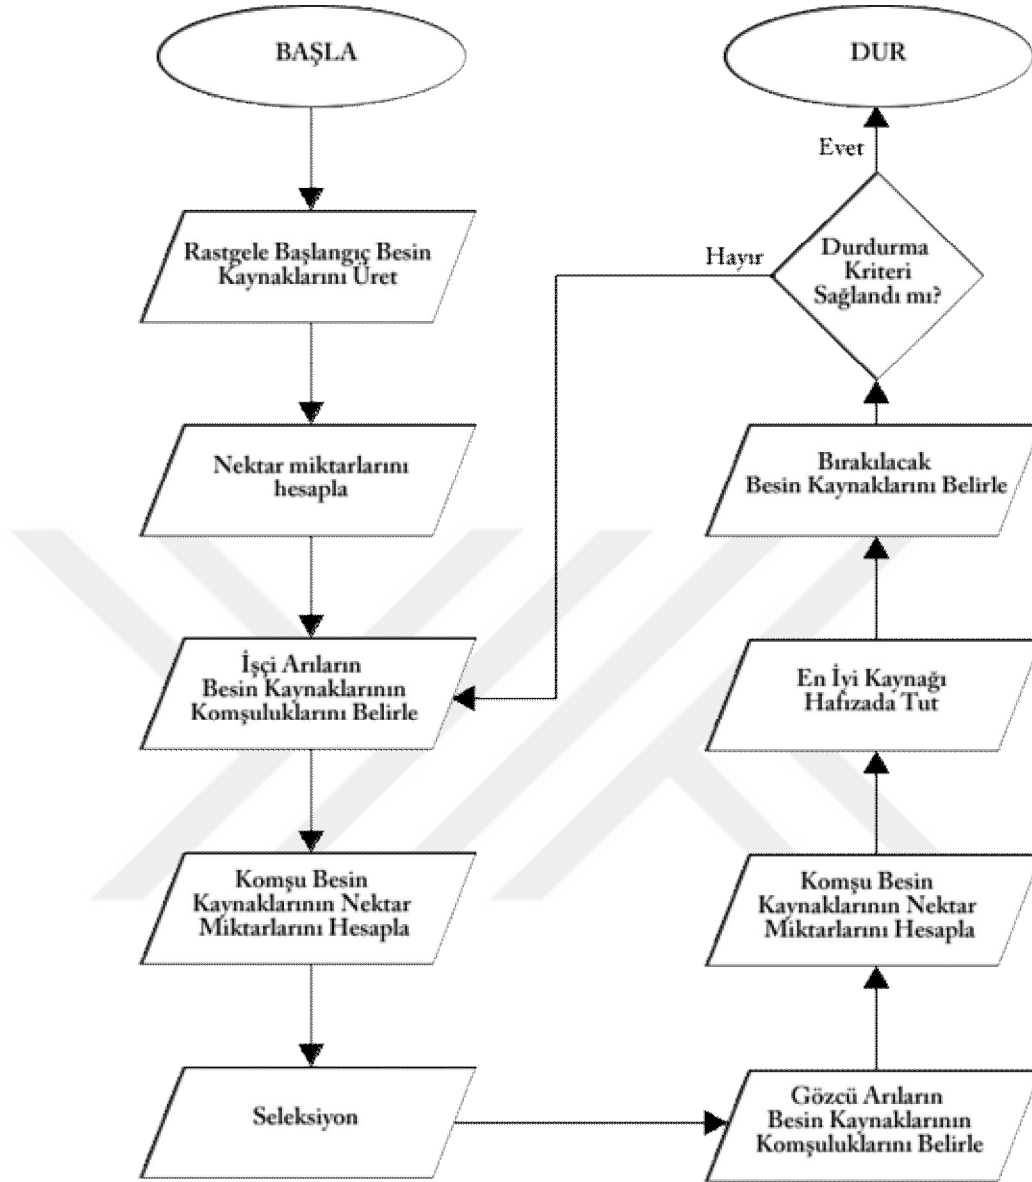 BAŞLA
Rastgele Başlangıç Besin
Kaynaklarını Üret
Nektar miktarlarını
hesapla
İşçi Arıların
Besin Kaynaklarının
Komşuluklarını Belirle
Komşu Besin
Kaynaklarının Nektar
Miktarlarını Hesapla
Seleksiyon
Gözcü Arıların
Besin Kaynaklarının
Komşuluklarını Belirle
Komşu Besin
Kaynaklarının Nektar
Miktarlarını Hesapla
En İyi Kaynağı
Hafızada Tut
Bırakılacak
Besin Kaynaklarını Belirle
Durdurma
Kriteri
Sağlandı mı?
Hayır
Evet
DUR